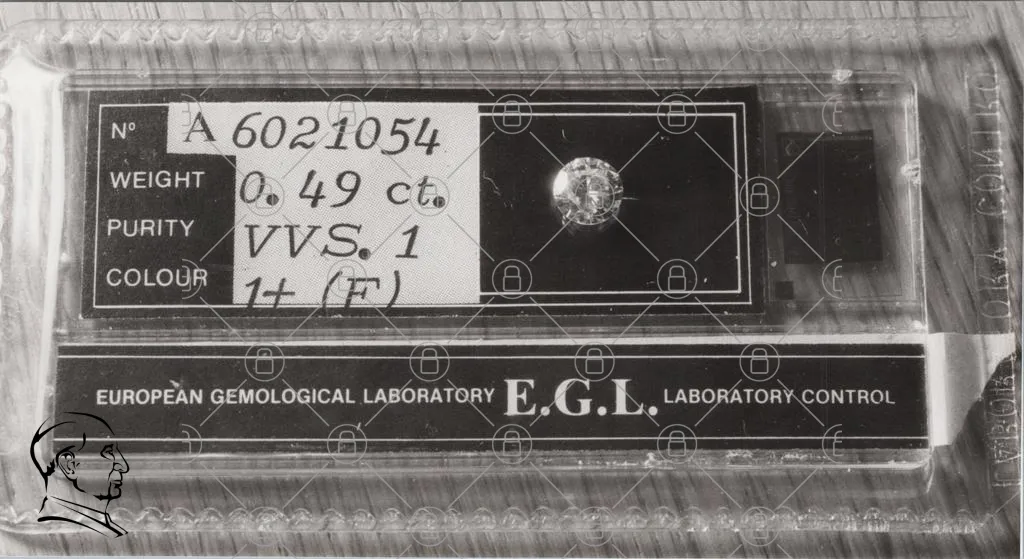 Nº A 6021054
WEIGHT 0.49 ct.
PURITY VVS.1
COLOUR 1+ (F)
EUROPEAN GEMOLOGICAL LABORATORY E.G.L. LABORATORY CONTROL